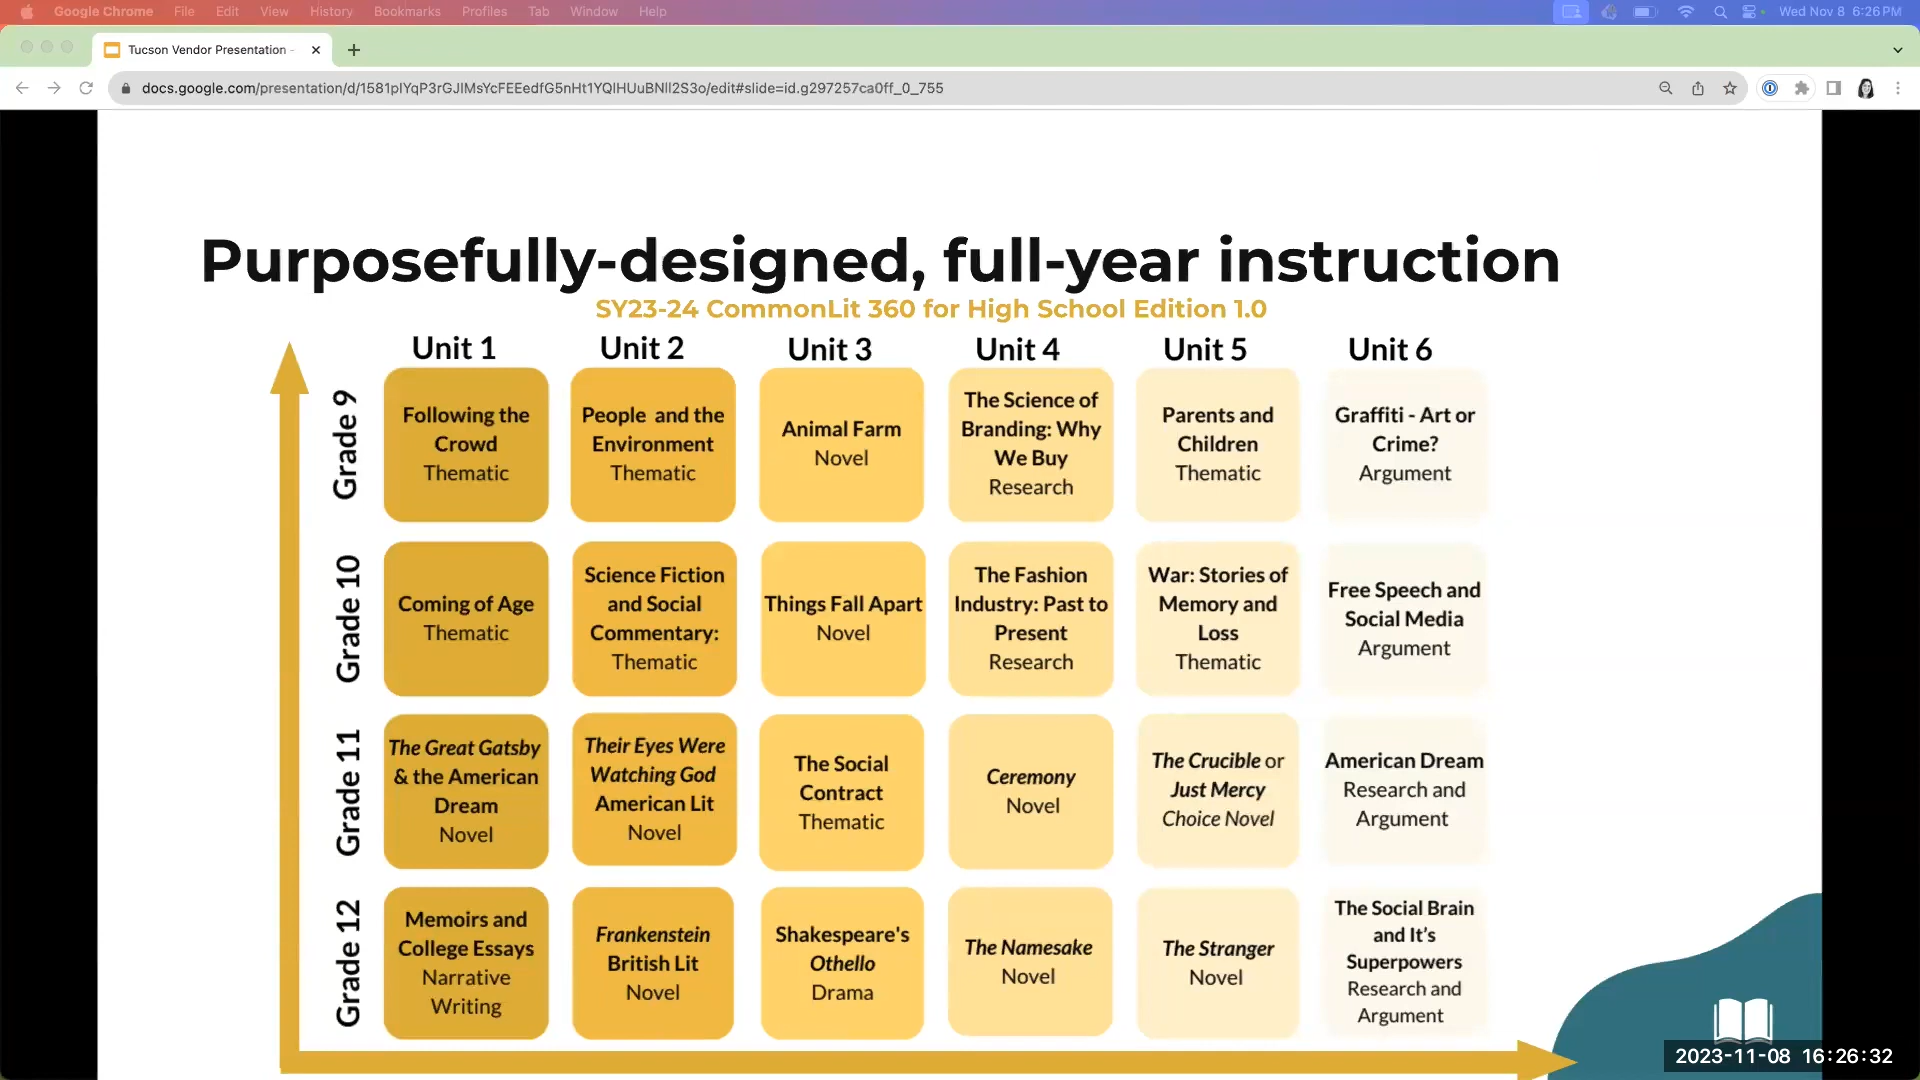 Google Chrome File Edit View History Bookmarks Profiles Tab Window Help Wed Nov 8 6:26 PM
Tucson Vendor Presentation -
Purposefully-designed, full-year instruction
SY23-24 CommonLit 360 for High School Edition 1.0
Unit 1 Unit 2 Unit 3 Unit 4 Unit 5 Unit 6
Grade 9
Following the
Crowd
Thematic
People and the
Environment
Thematic
Animal Farm
Novel
The Science of
Branding: Why
We Buy
Research
Parents and
Children
Thematic
Graffiti - Art or
Crime?
Argument
Grade 10
Coming of Age
Thematic
Science Fiction
and Social
Commentary:
Thematic
Things Fall Apart
Novel
The Fashion
Industry: Past to
Present
Research
War: Stories of
Memory and
Loss
Thematic
Free Speech and
Social Media
Argument
Grade 11
The Great Gatsby
& the American
Dream
Novel
Their Eyes Were
Watching God
American Lit
Novel
The Social
Contract
Thematic
Ceremony
Novel
The Crucible or
Just Mercy
Choice Novel
American Dream
Research and
Argument
Grade 12
Memoirs and
College Essays
Narrative
Writing
Frankenstein
British Lit
Novel
Shakespeare's
Othello
Drama
The Namesake
Novel
The Stranger
Novel
The Social Brain
and It's
Superpowers
Research and
Argument
2023-11-08 16:26:32